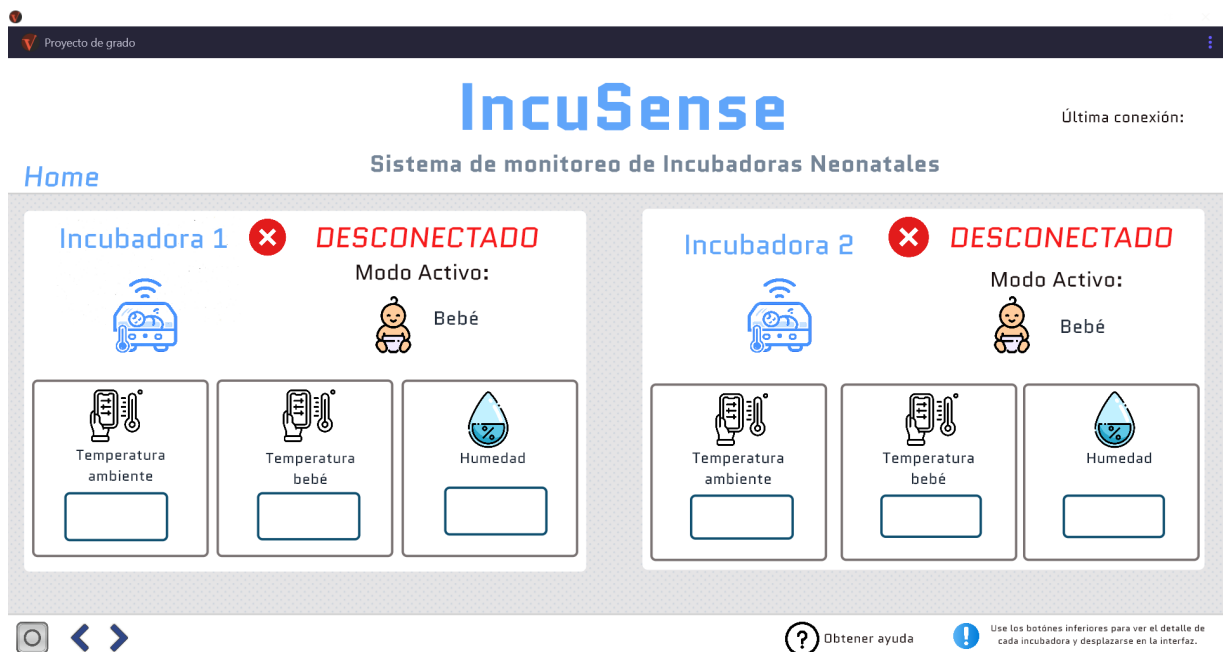 Proyecto de grado
IncuSense
Última conexión:
Sistema de monitoreo de Incubadoras Neonatales
Home
Incubadora 1
DESCONECTADO
Modo Activo:
Bebé
Temperatura
ambiente
Temperatura
bebé
Humedad
Incubadora 2
DESCONECTADO
Modo Activo:
Bebé
Temperatura
ambiente
Temperatura
bebé
Humedad
Obtener ayuda
Use los botónes inferiores para ver el detalle de
cada incubadora y desplazarse en la interfaz.